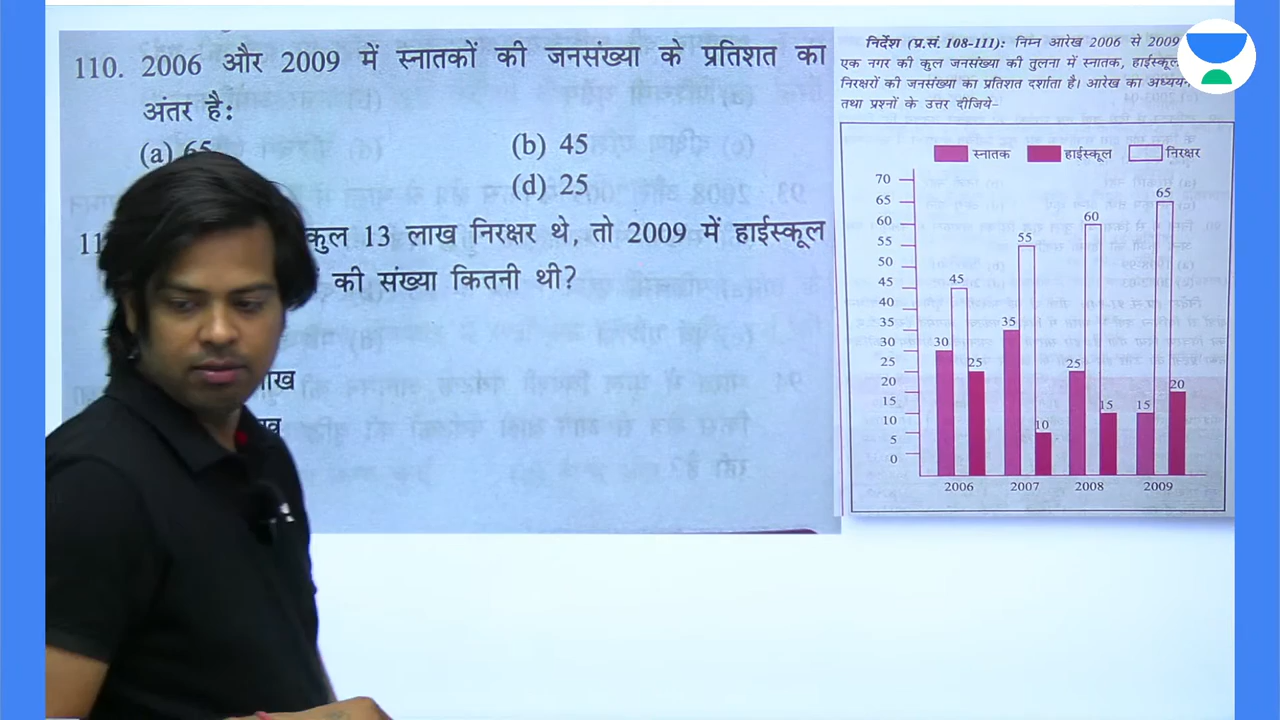 110. 2006 और 2009 में स्नातकों की जनसंख्या के प्रतिशत का
अंतर है:
(a) 65
(b) 45
(d) 25
कुल 13 लाख निरक्षर थे, तो 2009 में हाईस्कूल
की संख्या कितनी थी?
निर्देश (प्र.सं. 108-111): निम्न आरेख 2006 से 2009
एक नगर की कुल जनसंख्या की तुलना में स्नातक, हाईस्कूल
निरक्षरों की जनसंख्या का प्रतिशत दर्शाता है। आरेख का
तथा प्रश्नों के उत्तर दीजिये-
स्नातक हाईस्कूल निरक्षर
70
65
60
55
50
45
40
35
30
25
20
15
10
5
0
30 45 25
35 55 10
25 60 15
15 65 20
2006 2007 2008 2009